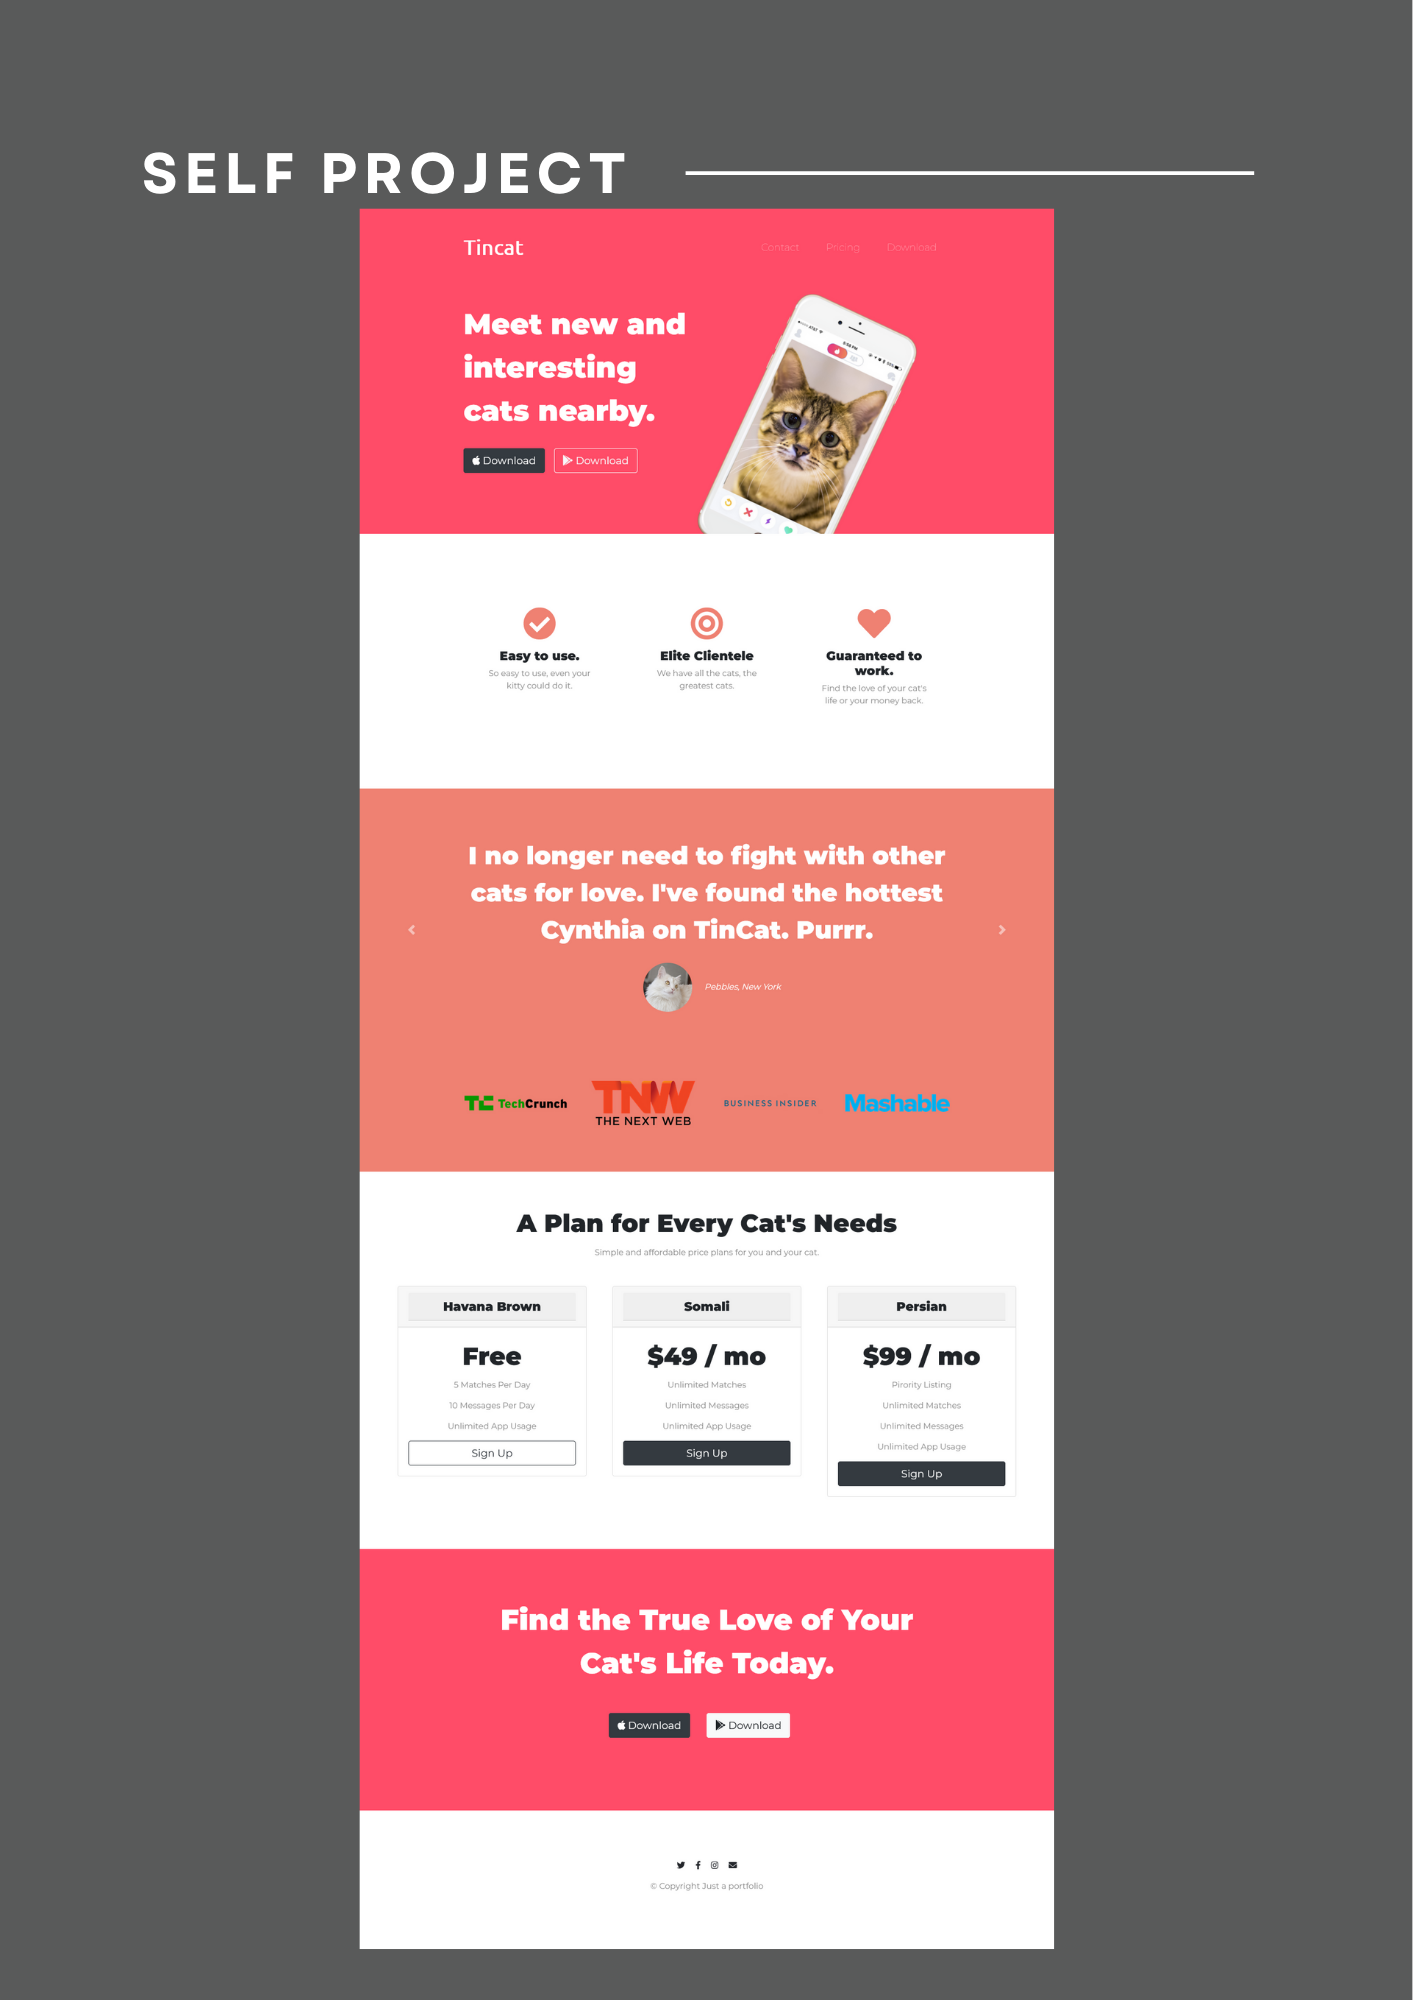 SELF PROJECT
Tincat
Contact Pricing Download
Meet new and
interesting
cats nearby.
Download Download
Easy to use.
So easy to use, even your
kitty could do it.
Elite Clientele
We have all the cats, the
greatest cats.
Guaranteed to
work.
Find the love of your cat's
life or your money back.
I no longer need to fight with other
cats for love. I've found the hottest
Cynthia on TinCat. Purrr.
Pebbles, New York
TC TechCrunch
TNW
THE NEXT WEB
BUSINESS INSIDER
Mashable
A Plan for Every Cat's Needs
Simple and affordable price plans for you and your cat.
Havana Brown
Free
5 Matches Per Day
10 Messages Per Day
Unlimited App Usage
Sign Up
Somali
$49 / mo
Unlimited Matches
Unlimited Messages
Unlimited App Usage
Sign Up
Persian
$99 / mo
Pirority Listing
Unlimited Matches
Unlimited Messages
Unlimited App Usage
Sign Up
Find the True Love of Your
Cat's Life Today.
Download Download
© Copyright Just a portfolio